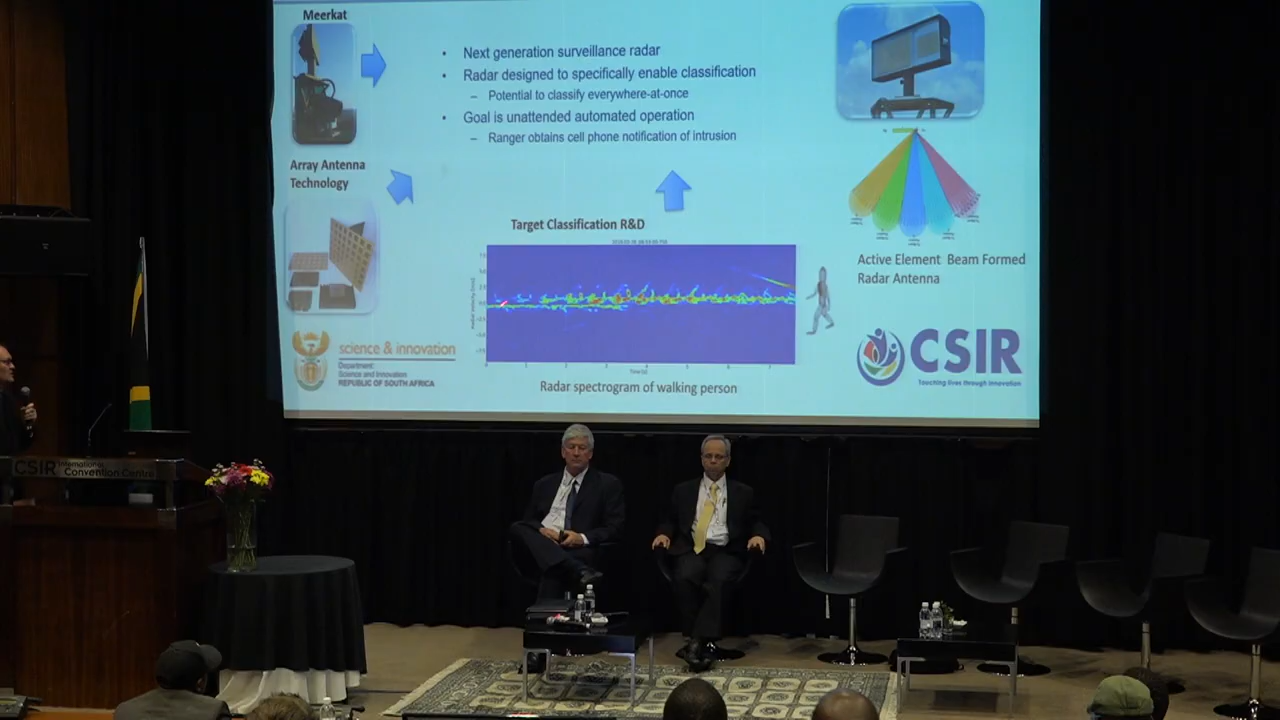 Meerkat
• Next generation surveillance radar
• Radar designed to specifically enable classification
– Potential to classify everywhere-at-once
• Goal is unattended automated operation
– Ranger obtains cell phone notification of intrusion
Array Antenna
Technology
Target Classification R&D
Active Element Beam Formed
Radar Antenna
science & innovation
Department:
Science and Innovation
REPUBLIC OF SOUTH AFRICA
Radar spectrogram of walking person
CSIR
Touching lives through innovation
CSIR International
Convention Centre